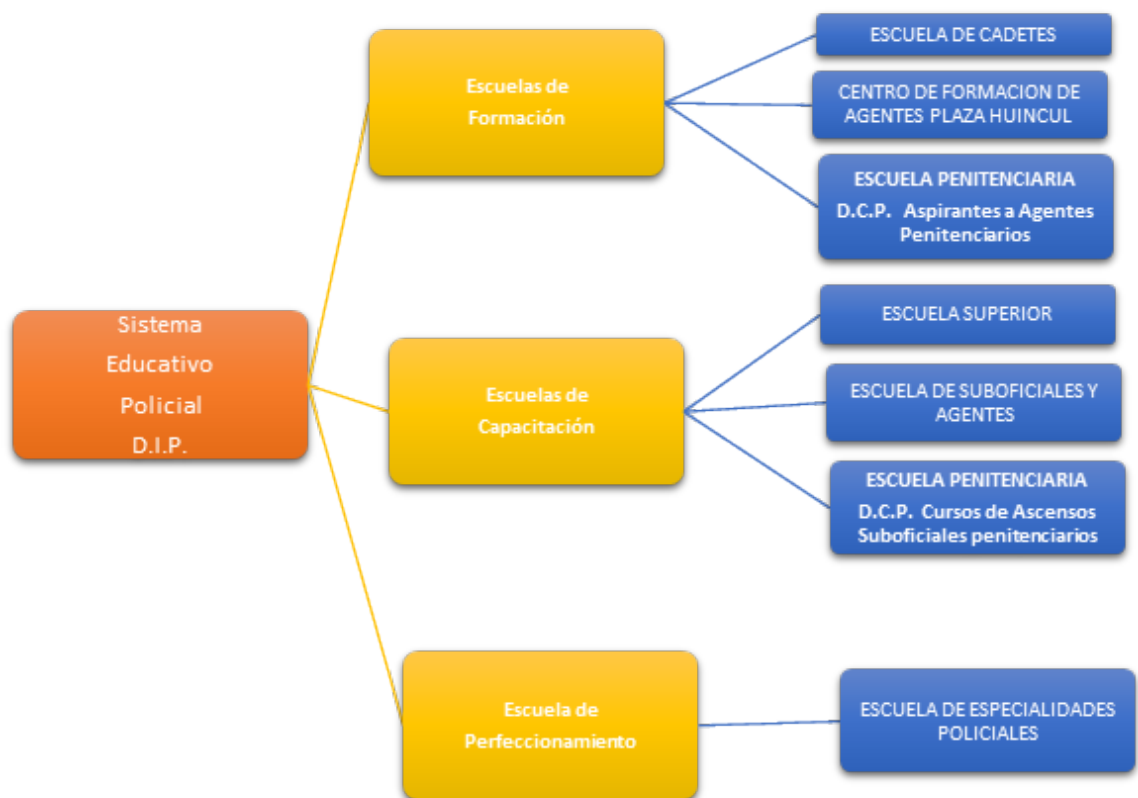 Sistema
Educativo
Policial
D.I.P.
Escuelas de
Formación
ESCUELA DE CADETES
CENTRO DE FORMACION DE
AGENTES PLAZA HUINCUL
ESCUELA PENITENCIARIA
D.C.P. Aspirantes a Agentes
Penitenciarios
Escuelas de
Capacitación
ESCUELA SUPERIOR
ESCUELA DE SUBOFICIALES Y
AGENTES
ESCUELA PENITENCIARIA
D.C.P. Cursos de Ascensos
Suboficiales penitenciarios
Escuela de
Perfeccionamiento
ESCUELA DE ESPECIALIDADES
POLICIALES